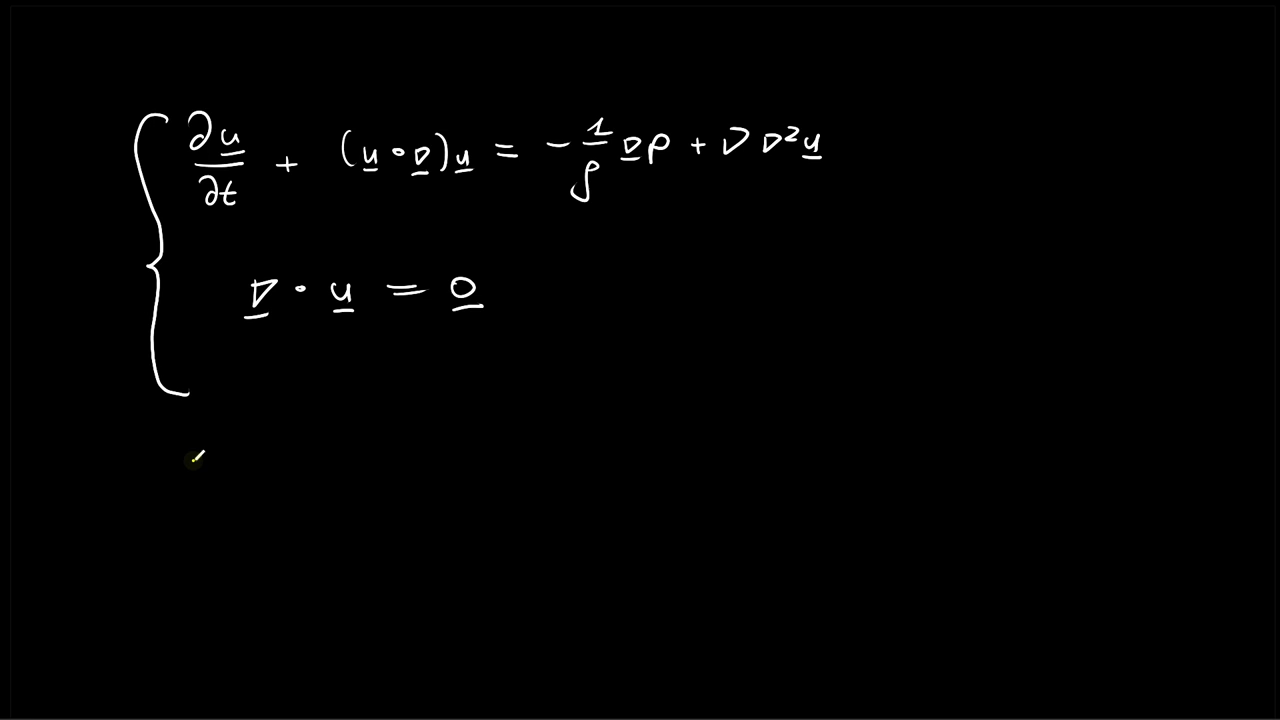 ∂u̲/∂t + (u̲ · ∇̲)u̲ = -1/ρ ∇̲p + ν ∇²u̲
∇̲ · u̲ = 0̲